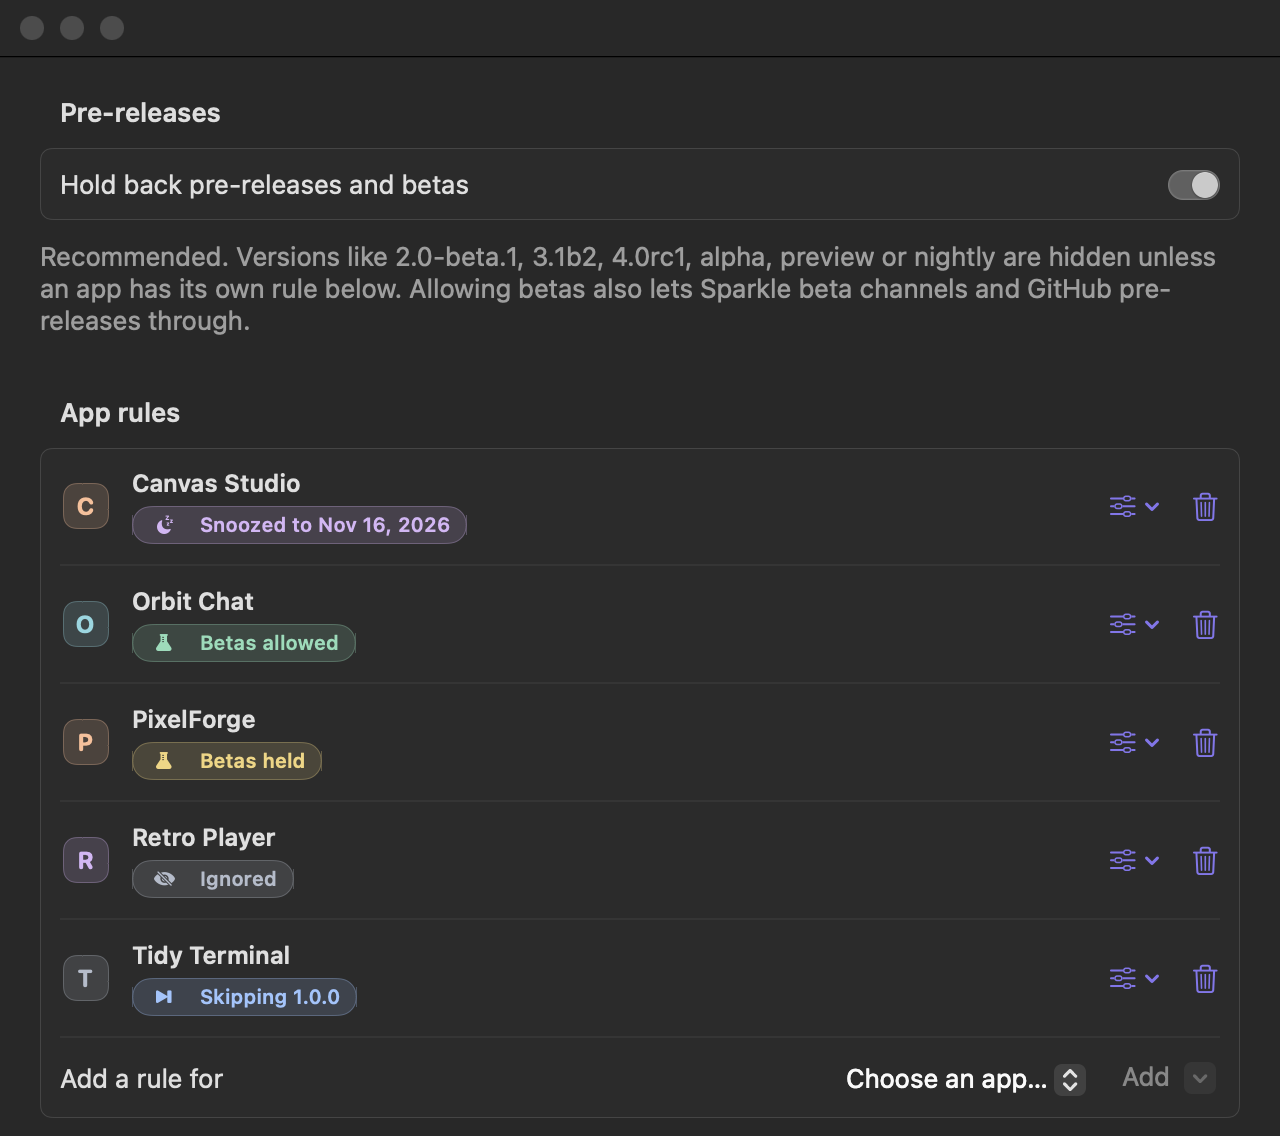 Pre-releases
Hold back pre-releases and betas
Recommended. Versions like 2.0-beta.1, 3.1b2, 4.0rc1, alpha, preview or nightly are hidden unless
an app has its own rule below. Allowing betas also lets Sparkle beta channels and GitHub pre-
releases through.
App rules
C
Canvas Studio
Snoozed to Nov 16, 2026
O
Orbit Chat
Betas allowed
P
PixelForge
Betas held
R
Retro Player
Ignored
T
Tidy Terminal
Skipping 1.0.0
Add a rule for
Choose an app...
Add